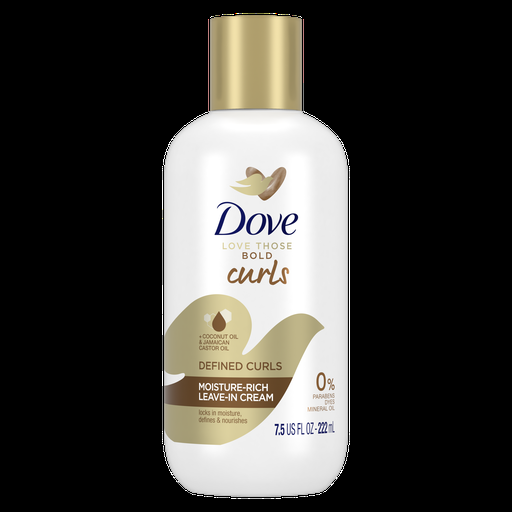 Dove
LOVE THOSE
BOLD
curls
+ COCONUT OIL
& JAMAICAN
CASTOR OIL
DEFINED CURLS
MOISTURE-RICH
LEAVE-IN CREAM
locks in moisture,
defines & nourishes
0%
PARABENS
DYES
MINERAL OIL
7.5 US FL OZ - 222 mL